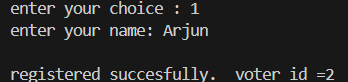 enter your choice : 1
enter your name: Arjun
registered succesfully.  voter id =2